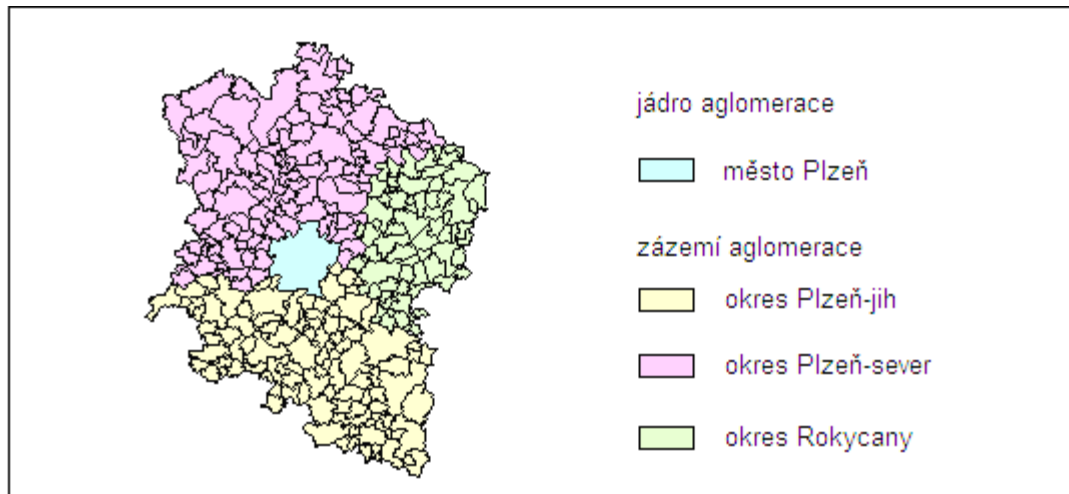 jádro aglomerace
město Plzeň
zázemí aglomerace
okres Plzeň-jih
okres Plzeň-sever
okres Rokycany